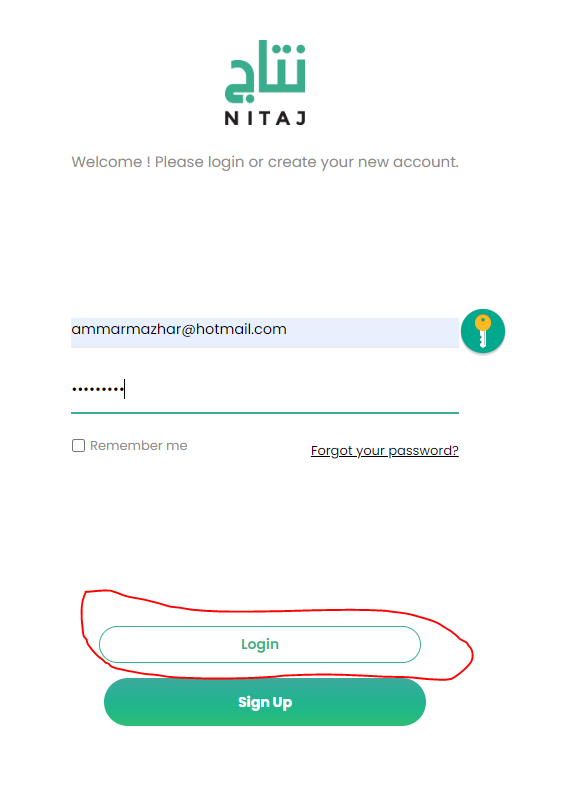 نتاج
NITAJ
Welcome ! Please login or create your new account.
ammarmazhar@hotmail.com
•••••••••
Remember me
Forgot your password?
Login
Sign Up